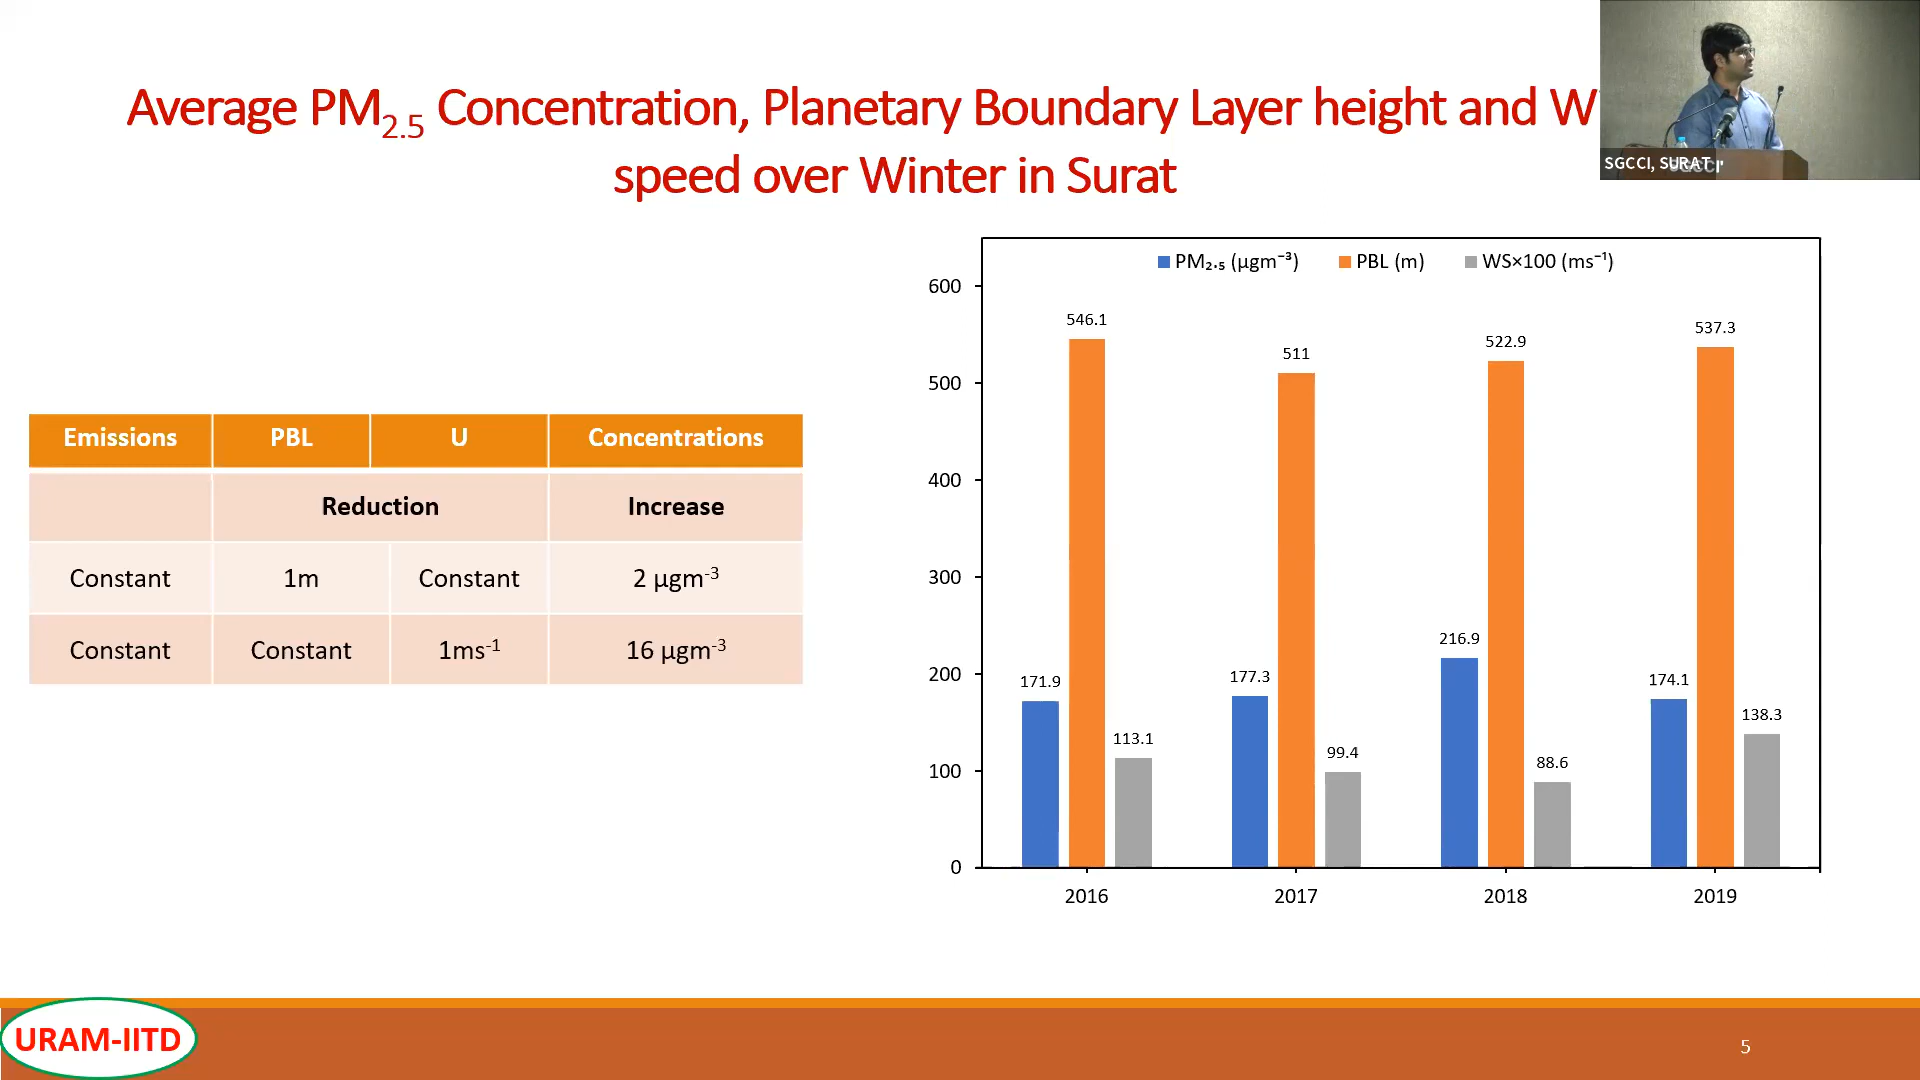 Average PM2.5 Concentration, Planetary Boundary Layer height and W
speed over Winter in Surat
SGCCI, SURAT
Emissions PBL U Concentrations
Reduction Increase
Constant 1m Constant 2 µgm-3
Constant Constant 1ms-1 16 µgm-3
PM₂.₅ (µgm⁻³) PBL (m) WS×100 (ms⁻¹)
600
500
400
300
200
100
0
546.1
511
522.9
537.3
171.9
177.3
216.9
174.1
113.1
99.4
88.6
138.3
2016 2017 2018 2019
URAM-IITD
5